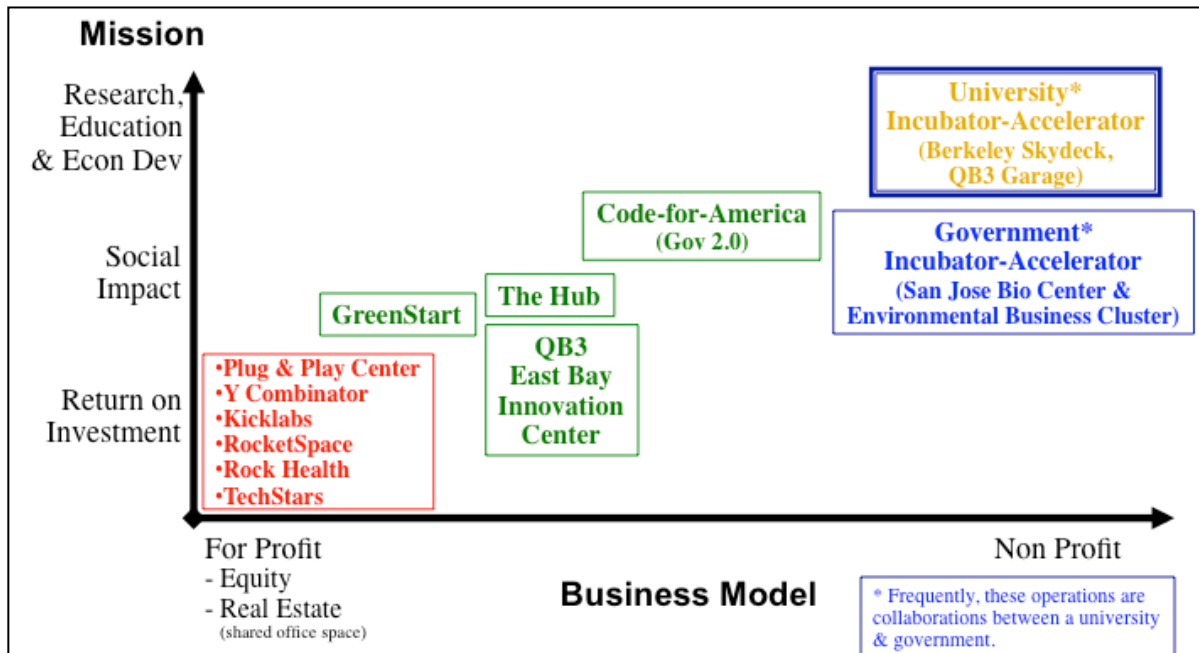 Mission
Research,
Education
& Econ Dev
Social
Impact
Return on
Investment
University*
Incubator-Accelerator
(Berkeley Skydeck,
QB3 Garage)
Code-for-America
(Gov 2.0)
Government*
Incubator-Accelerator
(San Jose Bio Center &
Environmental Business Cluster)
The Hub
GreenStart
QB3
East Bay
Innovation
Center
•Plug & Play Center
•Y Combinator
•Kicklabs
•RocketSpace
•Rock Health
•TechStars
For Profit
- Equity
- Real Estate
(shared office space)
Business Model
Non Profit
* Frequently, these operations are
collaborations between a university
& government.